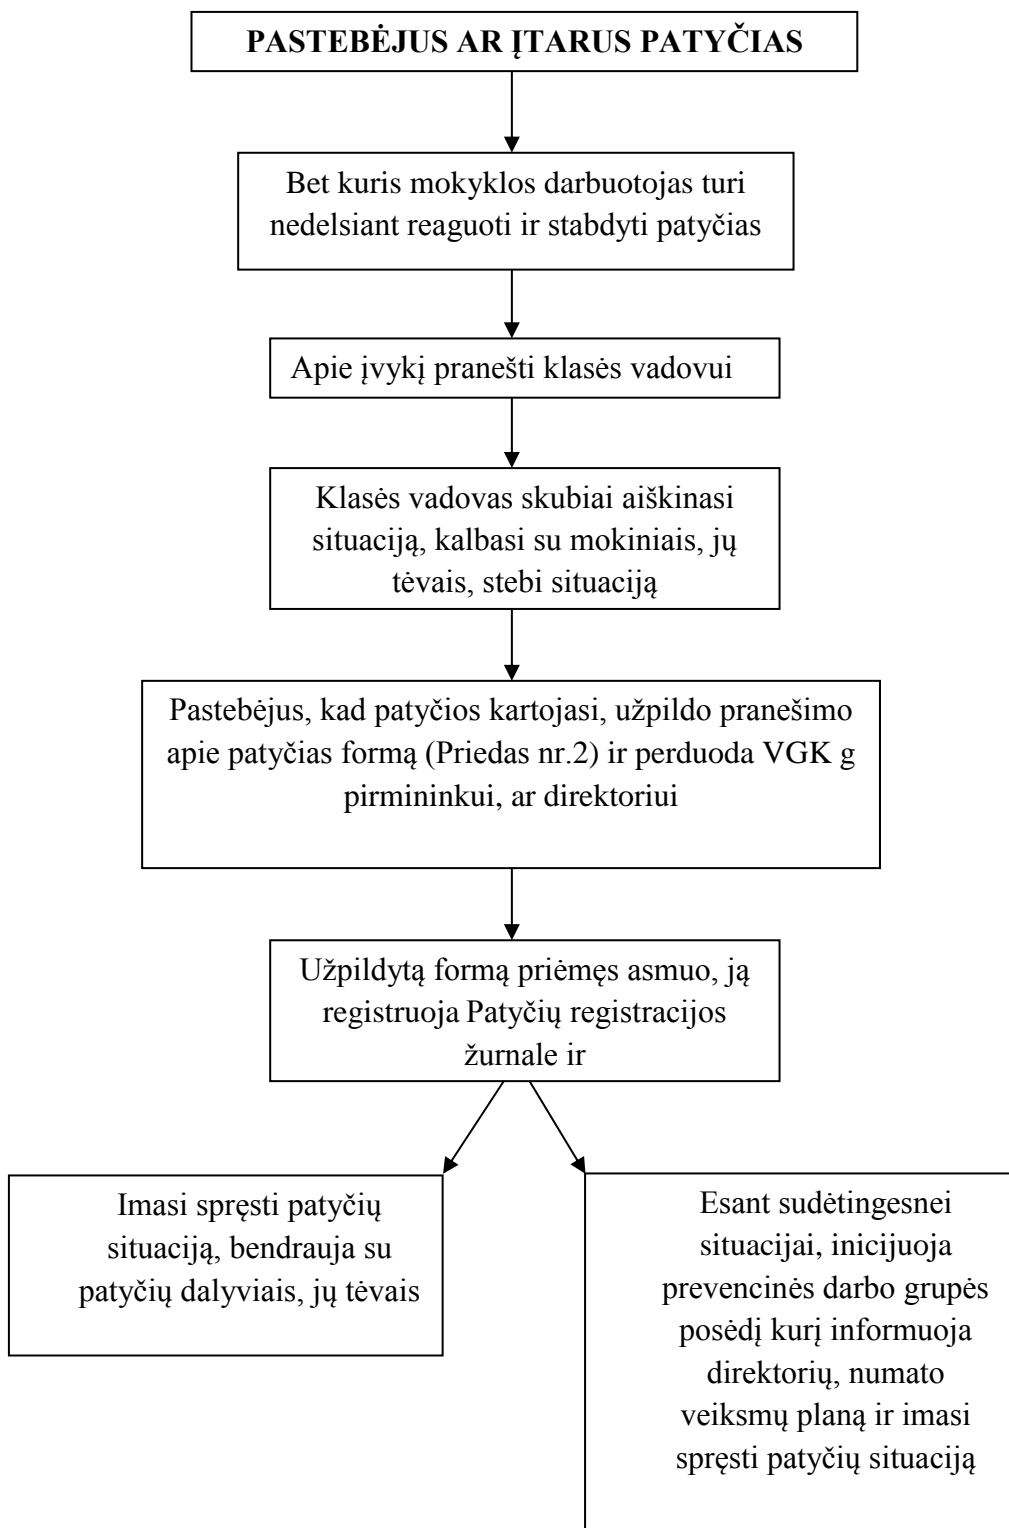 PASTEBĖJUS AR ĮTARUS PATYČIAS
Bet kuris mokyklos darbuotojas turi
nedelsiant reaguoti ir stabdyti patyčias
Apie įvykį pranešti klasės vadovui
Klasės vadovas skubiai aiškinasi
situaciją, kalbasi su mokiniais, jų
tėvais, stebi situaciją
Pastebėjus, kad patyčios kartojasi, užpildo pranešimo
apie patyčias formą (Priedas nr.2) ir perduoda VGK g
pirmininkui, ar direktoriui
Užpildytą formą priėmęs asmuo, ją
registruoja Patyčių registracijos
žurnale ir
Imasi spręsti patyčių
situaciją, bendrauja su
patyčių dalyviais, jų tėvais
Esant sudėtingesnei
situacijai, inicijuoja
prevencinės darbo grupės
posėdį kurį informuoja
direktorių, numato
veiksmų planą ir imasi
spręsti patyčių situaciją